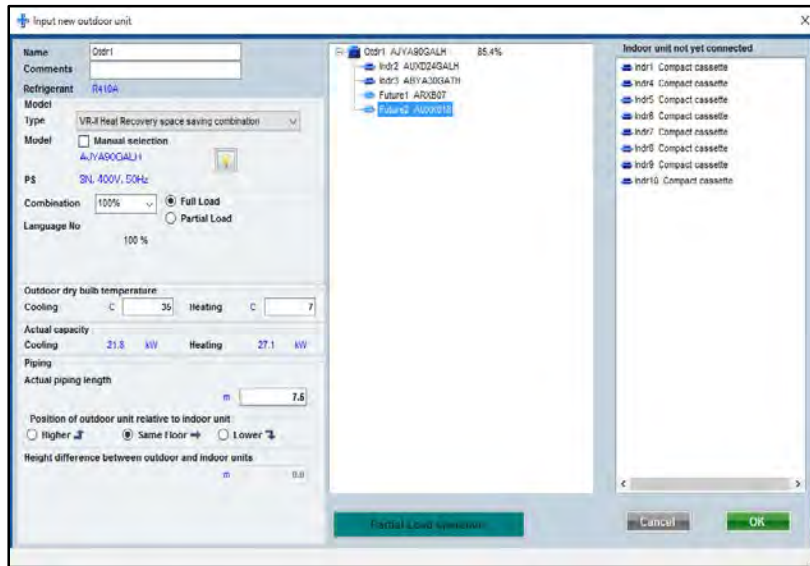 Input new outdoor unit
X
Name Otdr1
Comments
Refrigerant R410A
Model
Type VR-II Heat Recovery space saving combination
Model Manual selection
AJYA90GALH
PS 3N, 400V, 50Hz
Combination 100% Full Load
Partial Load
Language No
100 %
Outdoor dry bulb temperature
Cooling C 35 Heating C 7
Actual capacity
Cooling 21.8 kW Heating 27.1 kW
Piping
Actual piping length
m 7.5
Position of outdoor unit relative to indoor unit
Higher Same Floor Lower
Height difference between outdoor and indoor units
m 0.0
Otdr1 AJYA90GALH 85.4%
Indr2 AUXD24GALH
Indr3 ABYA30GATH
Future1 ARXB07
Future2
Partial Load operation
Indoor unit not yet connected
Indr1 Compact cassette
Indr4 Compact cassette
Indr5 Compact cassette
Indr6 Compact cassette
Indr7 Compact cassette
Indr8 Compact cassette
Indr9 Compact cassette
Indr10 Compact cassette
Cancel OK